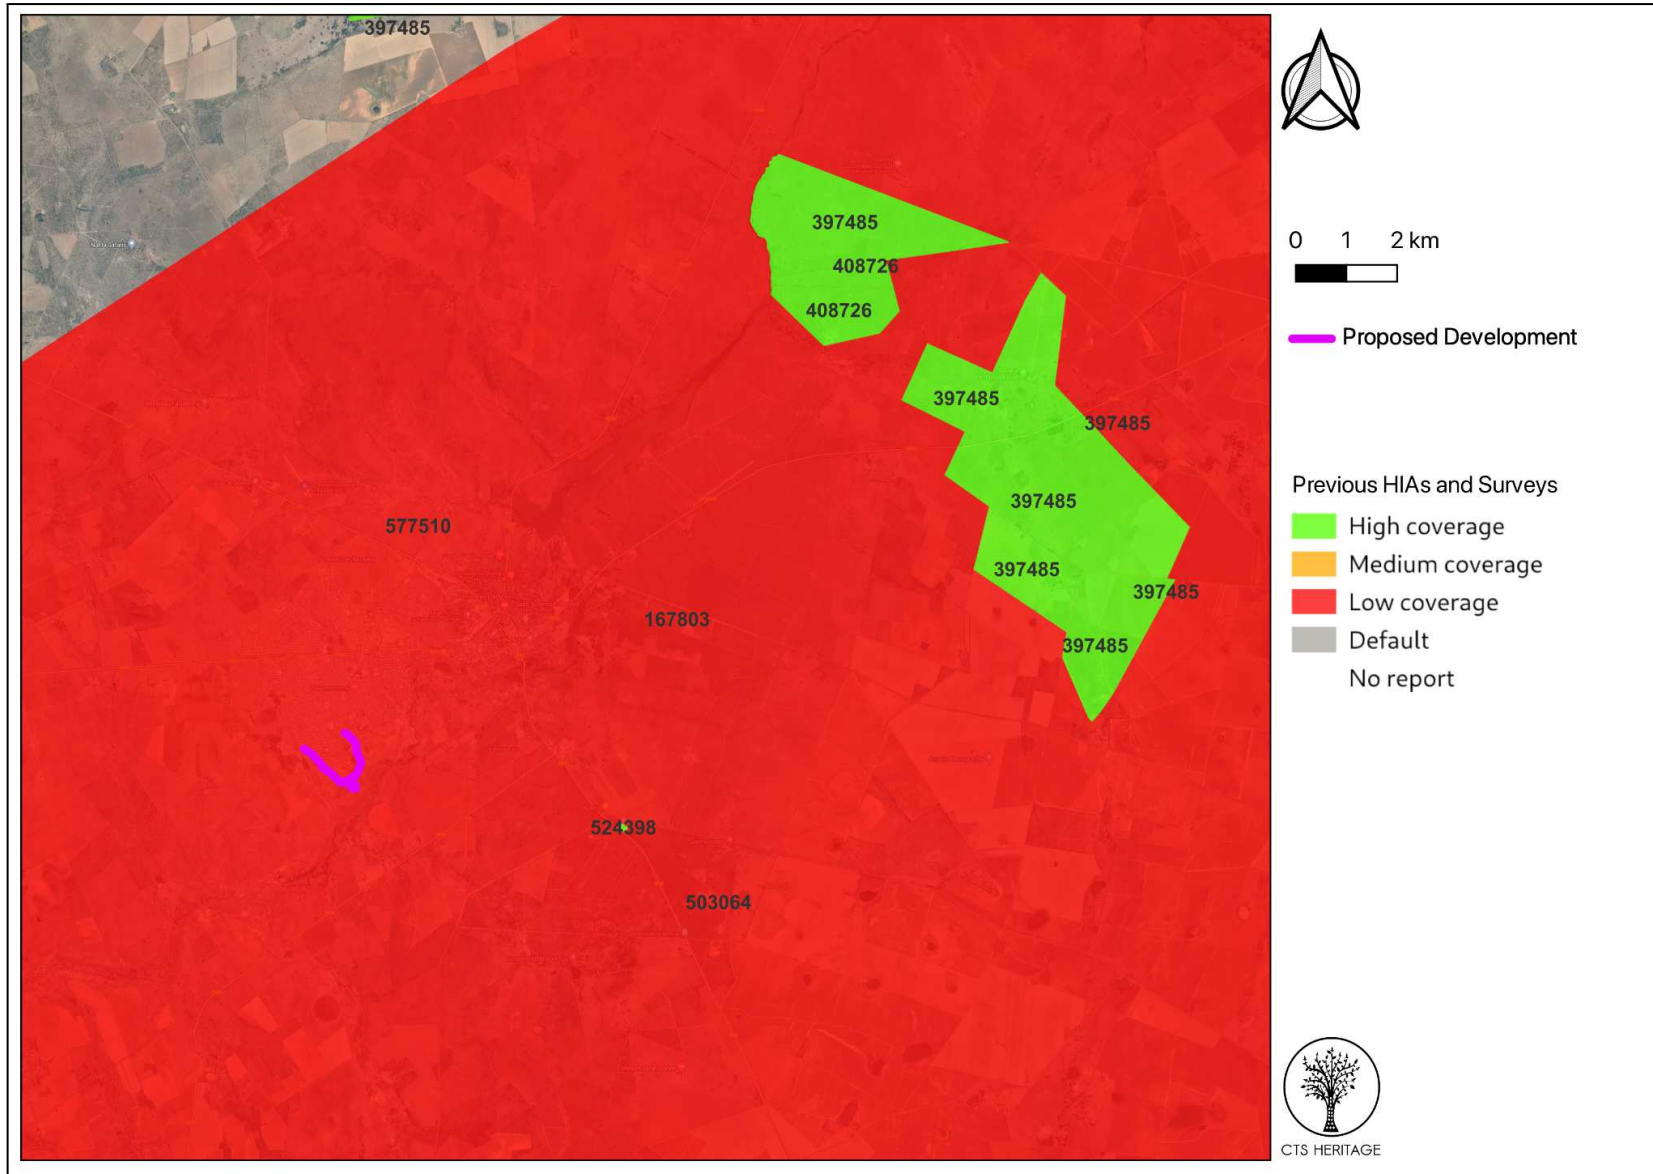 397485
397485
408726
408726
397485
397485
397485
577510
397485
397485
167803
397485
524398
503064
0 1 2 km
Proposed Development
Previous HIAs and Surveys
High coverage
Medium coverage
Low coverage
Default
No report
CTS HERITAGE